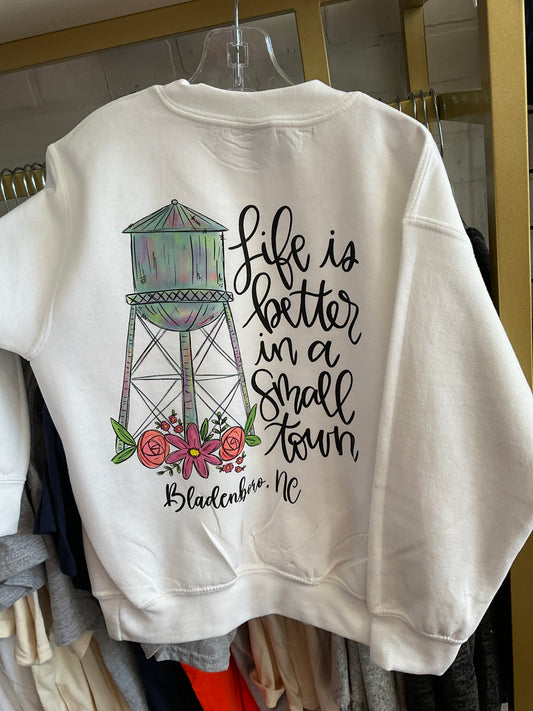 Life is
better
in a
small
town
Bladenboro, NC